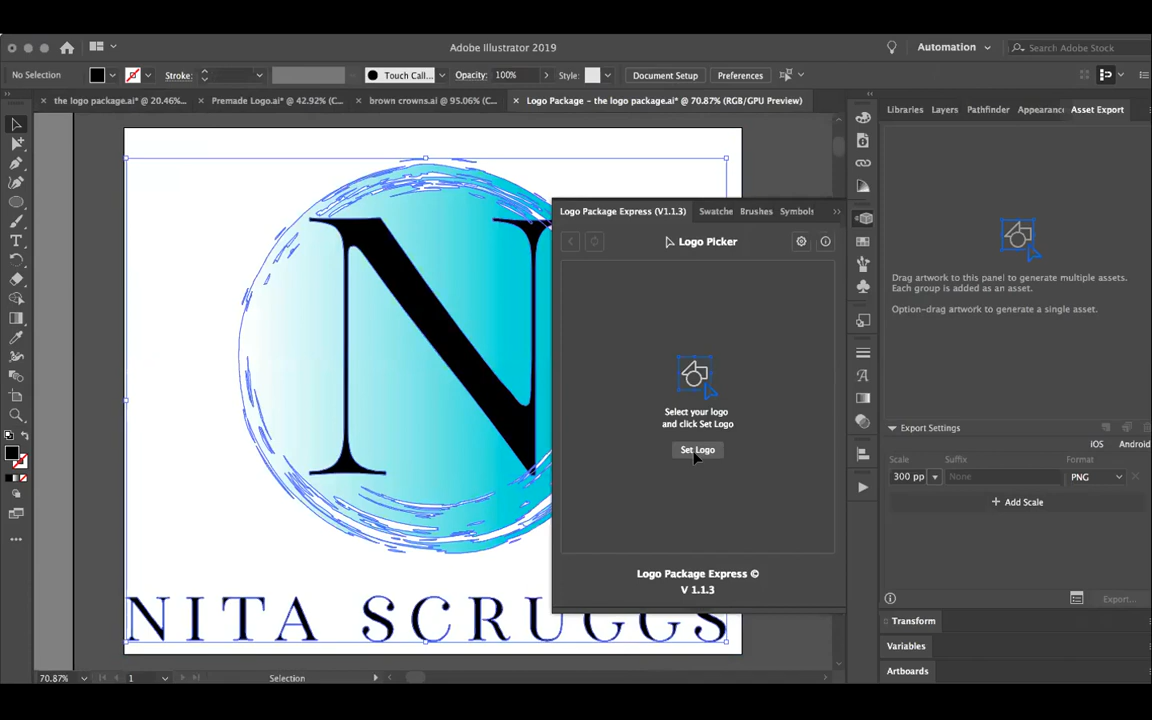 Adobe Illustrator 2019
Automation
Search Adobe Stock
No Selection
Stroke:
Touch Call...
Opacity:
100%
Style:
Document Setup
Preferences
the logo package.ai* @ 20.46%...
Premade Logo.ai* @ 42.92% (C...
brown crowns.ai @ 95.06% (C...
Logo Package – the logo package.ai* @ 70.87% (RGB/GPU Preview)
Libraries
Layers
Pathfinder
Appearanc
Asset Export
Logo Package Express (V1.1.3)
Swatche
Brushes
Symbols
Logo Picker
Select your logo
and click Set Logo
Set Logo
Logo Package Express ©
V 1.1.3
Drag artwork to this panel to generate multiple assets.
Each group is added as an asset.
Option-drag artwork to generate a single asset.
Export Settings
iOS
Android
Scale
Suffix
Format
300 pp
None
PNG
Add Scale
Export...
Transform
Variables
Artboards
N
NITA SCRUGGS
70.87%
1
Selection